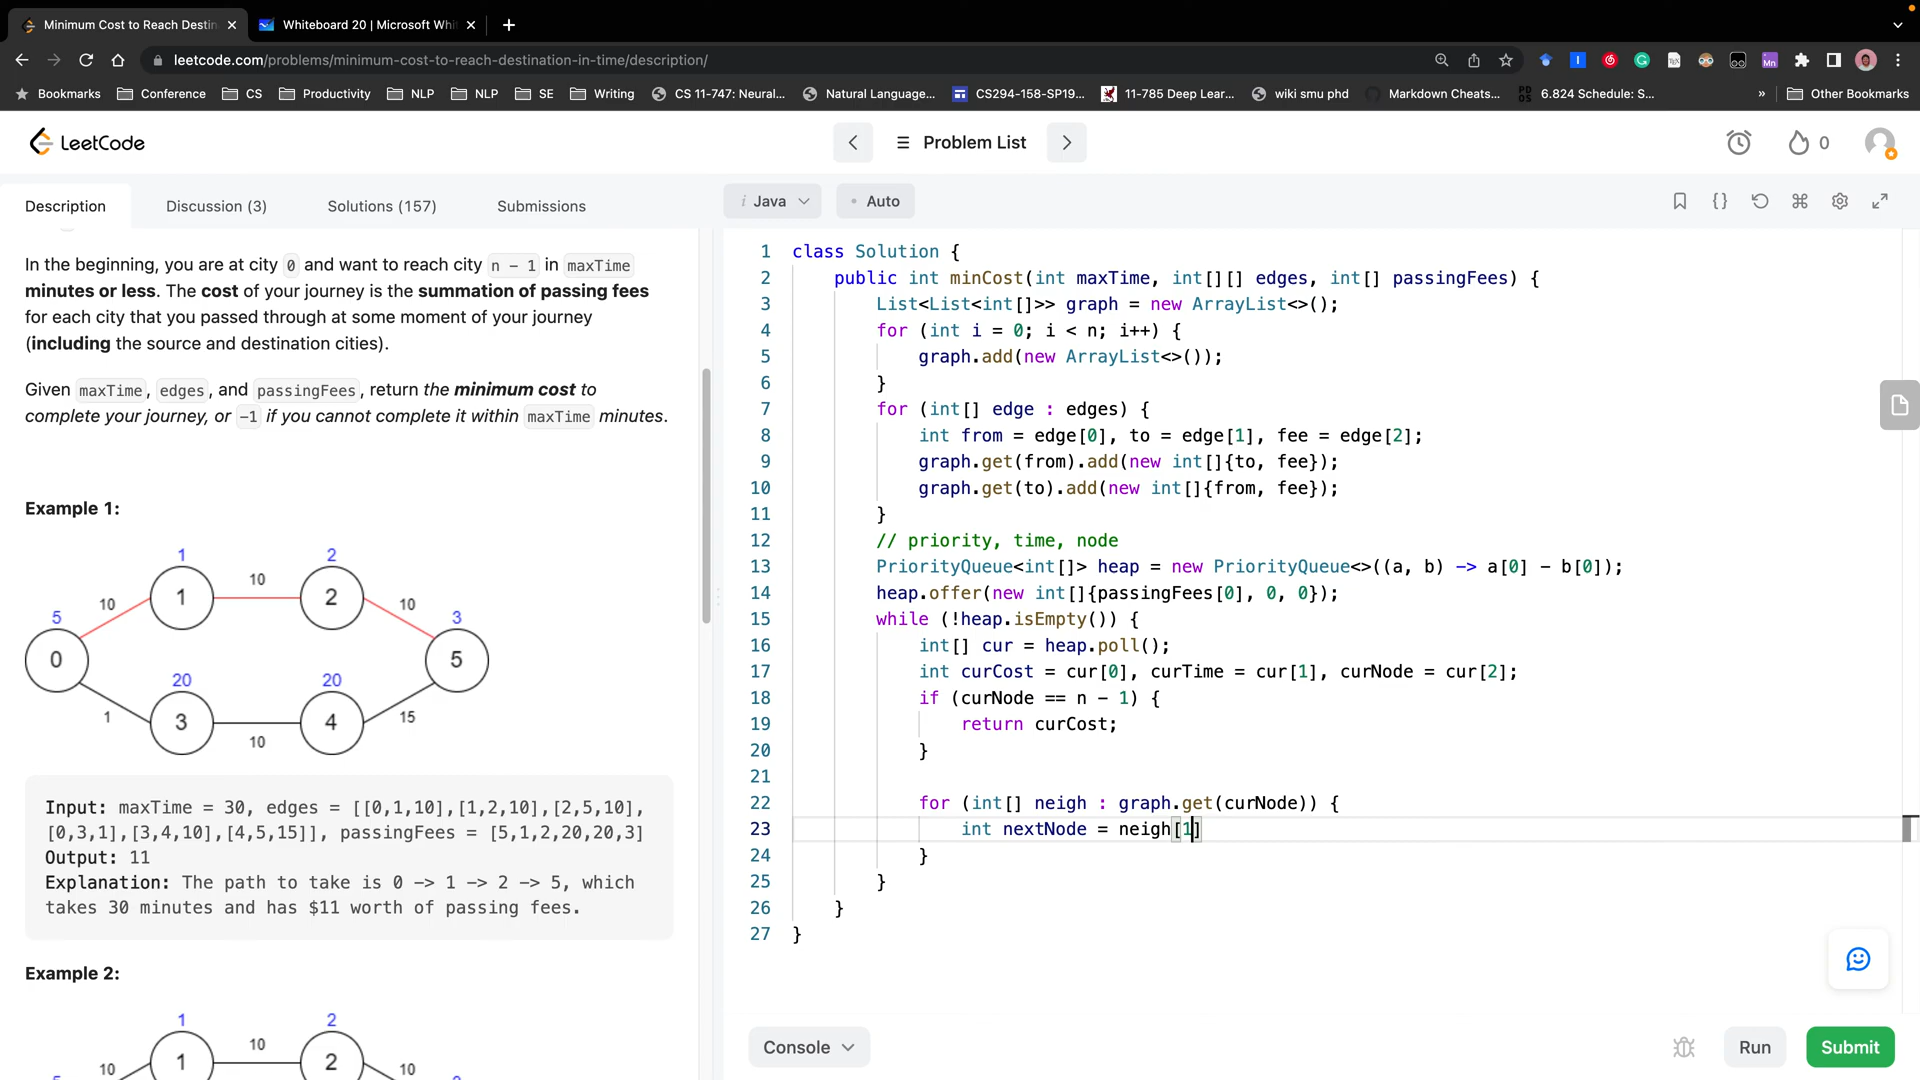 Minimum Cost to Reach Destin
Whiteboard 20 | Microsoft Whi
leetcode.com/problems/minimum-cost-to-reach-destination-in-time/description/
Bookmarks Conference CS Productivity NLP NLP SE Writing CS 11-747: Neural... Natural Language... CS294-158-SP19... 11-785 Deep Lear... wiki smu phd Markdown Cheats... 6.824 Schedule: S... » Other Bookmarks
LeetCode
Problem List
0
Description Discussion (3) Solutions (157) Submissions
In the beginning, you are at city 0 and want to reach city n - 1 in maxTime
minutes or less. The cost of your journey is the summation of passing fees
for each city that you passed through at some moment of your journey
(including the source and destination cities).
Given maxTime, edges, and passingFees, return the minimum cost to
complete your journey, or -1 if you cannot complete it within maxTime minutes.
Example 1:
1 2
10
1 2
10 10
5 3
0 5
20 20
1 15
3 4
10
Input: maxTime = 30, edges = [[0,1,10],[1,2,10],[2,5,10],
[0,3,1],[3,4,10],[4,5,15]], passingFees = [5,1,2,20,20,3]
Output: 11
Explanation: The path to take is 0 -> 1 -> 2 -> 5, which
takes 30 minutes and has $11 worth of passing fees.
Example 2:
1 2
10
1 2
10 10
i Java Auto
1 class Solution {
2 public int minCost(int maxTime, int[][] edges, int[] passingFees) {
3 List<List<int[]>> graph = new ArrayList<>();
4 for (int i = 0; i < n; i++) {
5 graph.add(new ArrayList<>());
6 }
7 for (int[] edge : edges) {
8 int from = edge[0], to = edge[1], fee = edge[2];
9 graph.get(from).add(new int[]{to, fee});
10 graph.get(to).add(new int[]{from, fee});
11 }
12 // priority, time, node
13 PriorityQueue<int[]> heap = new PriorityQueue<>((a, b) -> a[0] - b[0]);
14 heap.offer(new int[]{passingFees[0], 0, 0});
15 while (!heap.isEmpty()) {
16 int[] cur = heap.poll();
17 int curCost = cur[0], curTime = cur[1], curNode = cur[2];
18 if (curNode == n - 1) {
19 return curCost;
20 }
21
22 for (int[] neigh : graph.get(curNode)) {
23 int nextNode = neigh[1]
24 }
25 }
26 }
27 }
Console
Run
Submit